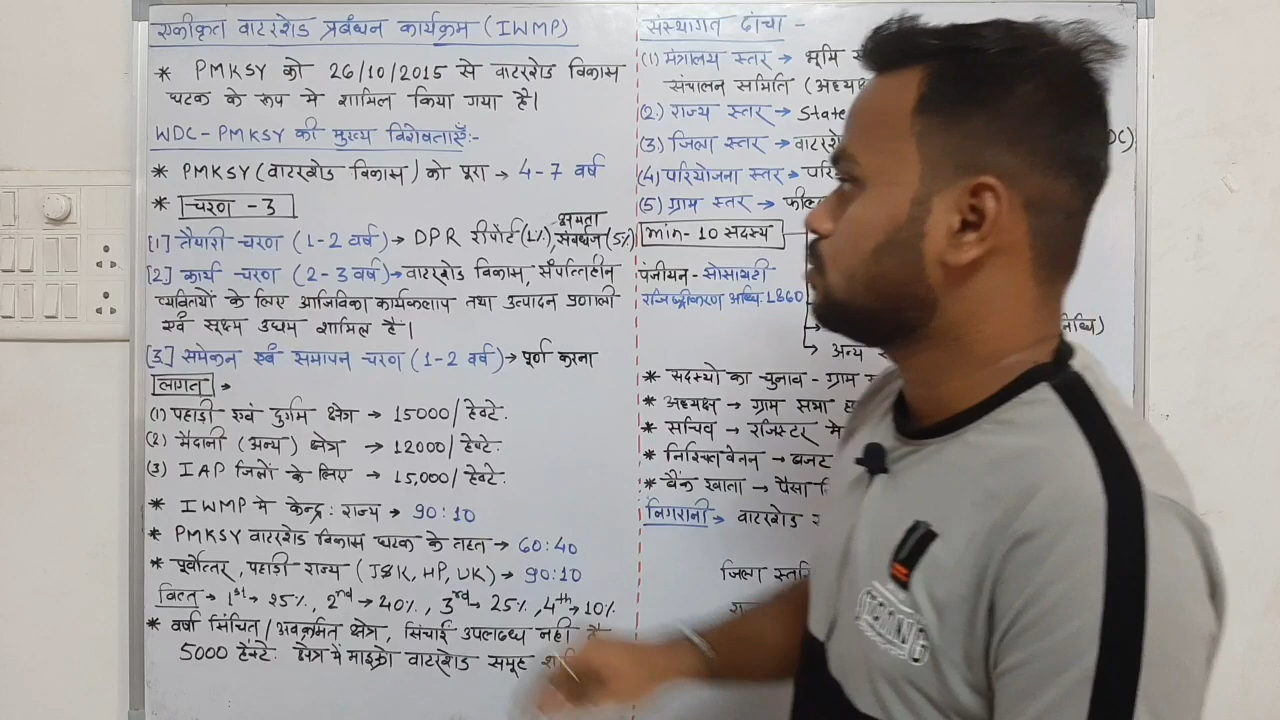 एकीकृत वाटरशेड प्रबंधन कार्यक्रम (IWMP)
* PMKSY को 26/10/2015 से वाटरशेड विकास
घटक के रूप मे शामिल किया गया है।
WDC-PMKSY की मुख्य विशेषताएँ:-
* PMKSY (वाटरशेड विकास) को पूरा → 4-7 वर्ष
* चरण -3
[1] तैयारी चरण (1-2 वर्ष) → DPR रीपोर्ट (1%), क्षमता संवर्धन (5%)
[2] कार्य चरण (2-3 वर्ष) → वाटरशेड विकास, संपत्तिहीन
व्यक्तियों के लिए आजिविका कार्यकलाप तथा उत्पादन प्रणाली
एवं सूक्ष्म उद्यम शामिल है।
[3] समेकन एवं समापन चरण (1-2 वर्ष) → पूर्ण करना
लागत →
(1) पहाड़ी एवं दुर्गम क्षेत्र → 15000/हेक्टे.
(2) मैदानी (अन्य) क्षेत्र → 12000/हेक्टे.
(3) IAP जिलों के लिए → 15,000/हेक्टे.
* IWMP मे केन्द्र : राज्य → 90:10
* PMKSY वाटरशेड विकास घटक के तहत → 60:40
* पूर्वोत्तर, पहाड़ी राज्य (J&K, HP, UK) → 90:10
वित्त → 1st → 25%, 2nd → 40%, 3rd → 25%, 4th → 10%
* वर्षा सिंचित/अवक्रमित क्षेत्र, सिंचाई उपलब्ध नही है
5000 हेक्टे. क्षेत्र में माइक्रो वाटरशेड समूह
संस्थागत ढांचा -
(1) मंत्रालय स्तर → भूमि
संचालन समिति (अध्यक्ष
(2) राज्य स्तर → State
(3) जिला स्तर → वाटरशे DC)
(4) परियोजना स्तर → परि
(5) ग्राम स्तर →
min-10 सदस्य
पंजीयन - सोसायटी
रजिस्ट्रीकरण अधि. 1860
→ निधि)
→ अन्य
* सदस्यो का चुनाव - ग्राम
* अध्यक्ष → ग्राम सभा
* सचिव → रजिस्टर मे
* निश्चित वेतन → बजट
* बैंक खाता → पैसा
निगरानी → वाटरशेड
जिला स्तरि